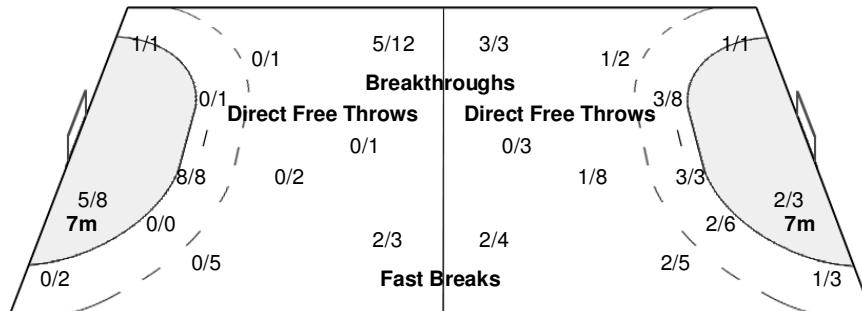 1/1 0/1 5/12 3/3 1/2 1/1
Breakthroughs
0/1 3/8
Direct Free Throws Direct Free Throws
0/1 0/3
8/8 0/2 1/8 3/3
5/8 2/3
7m 0/0 2/6 7m
2/3 2/4
0/5 2/5
0/2 Fast Breaks 1/3